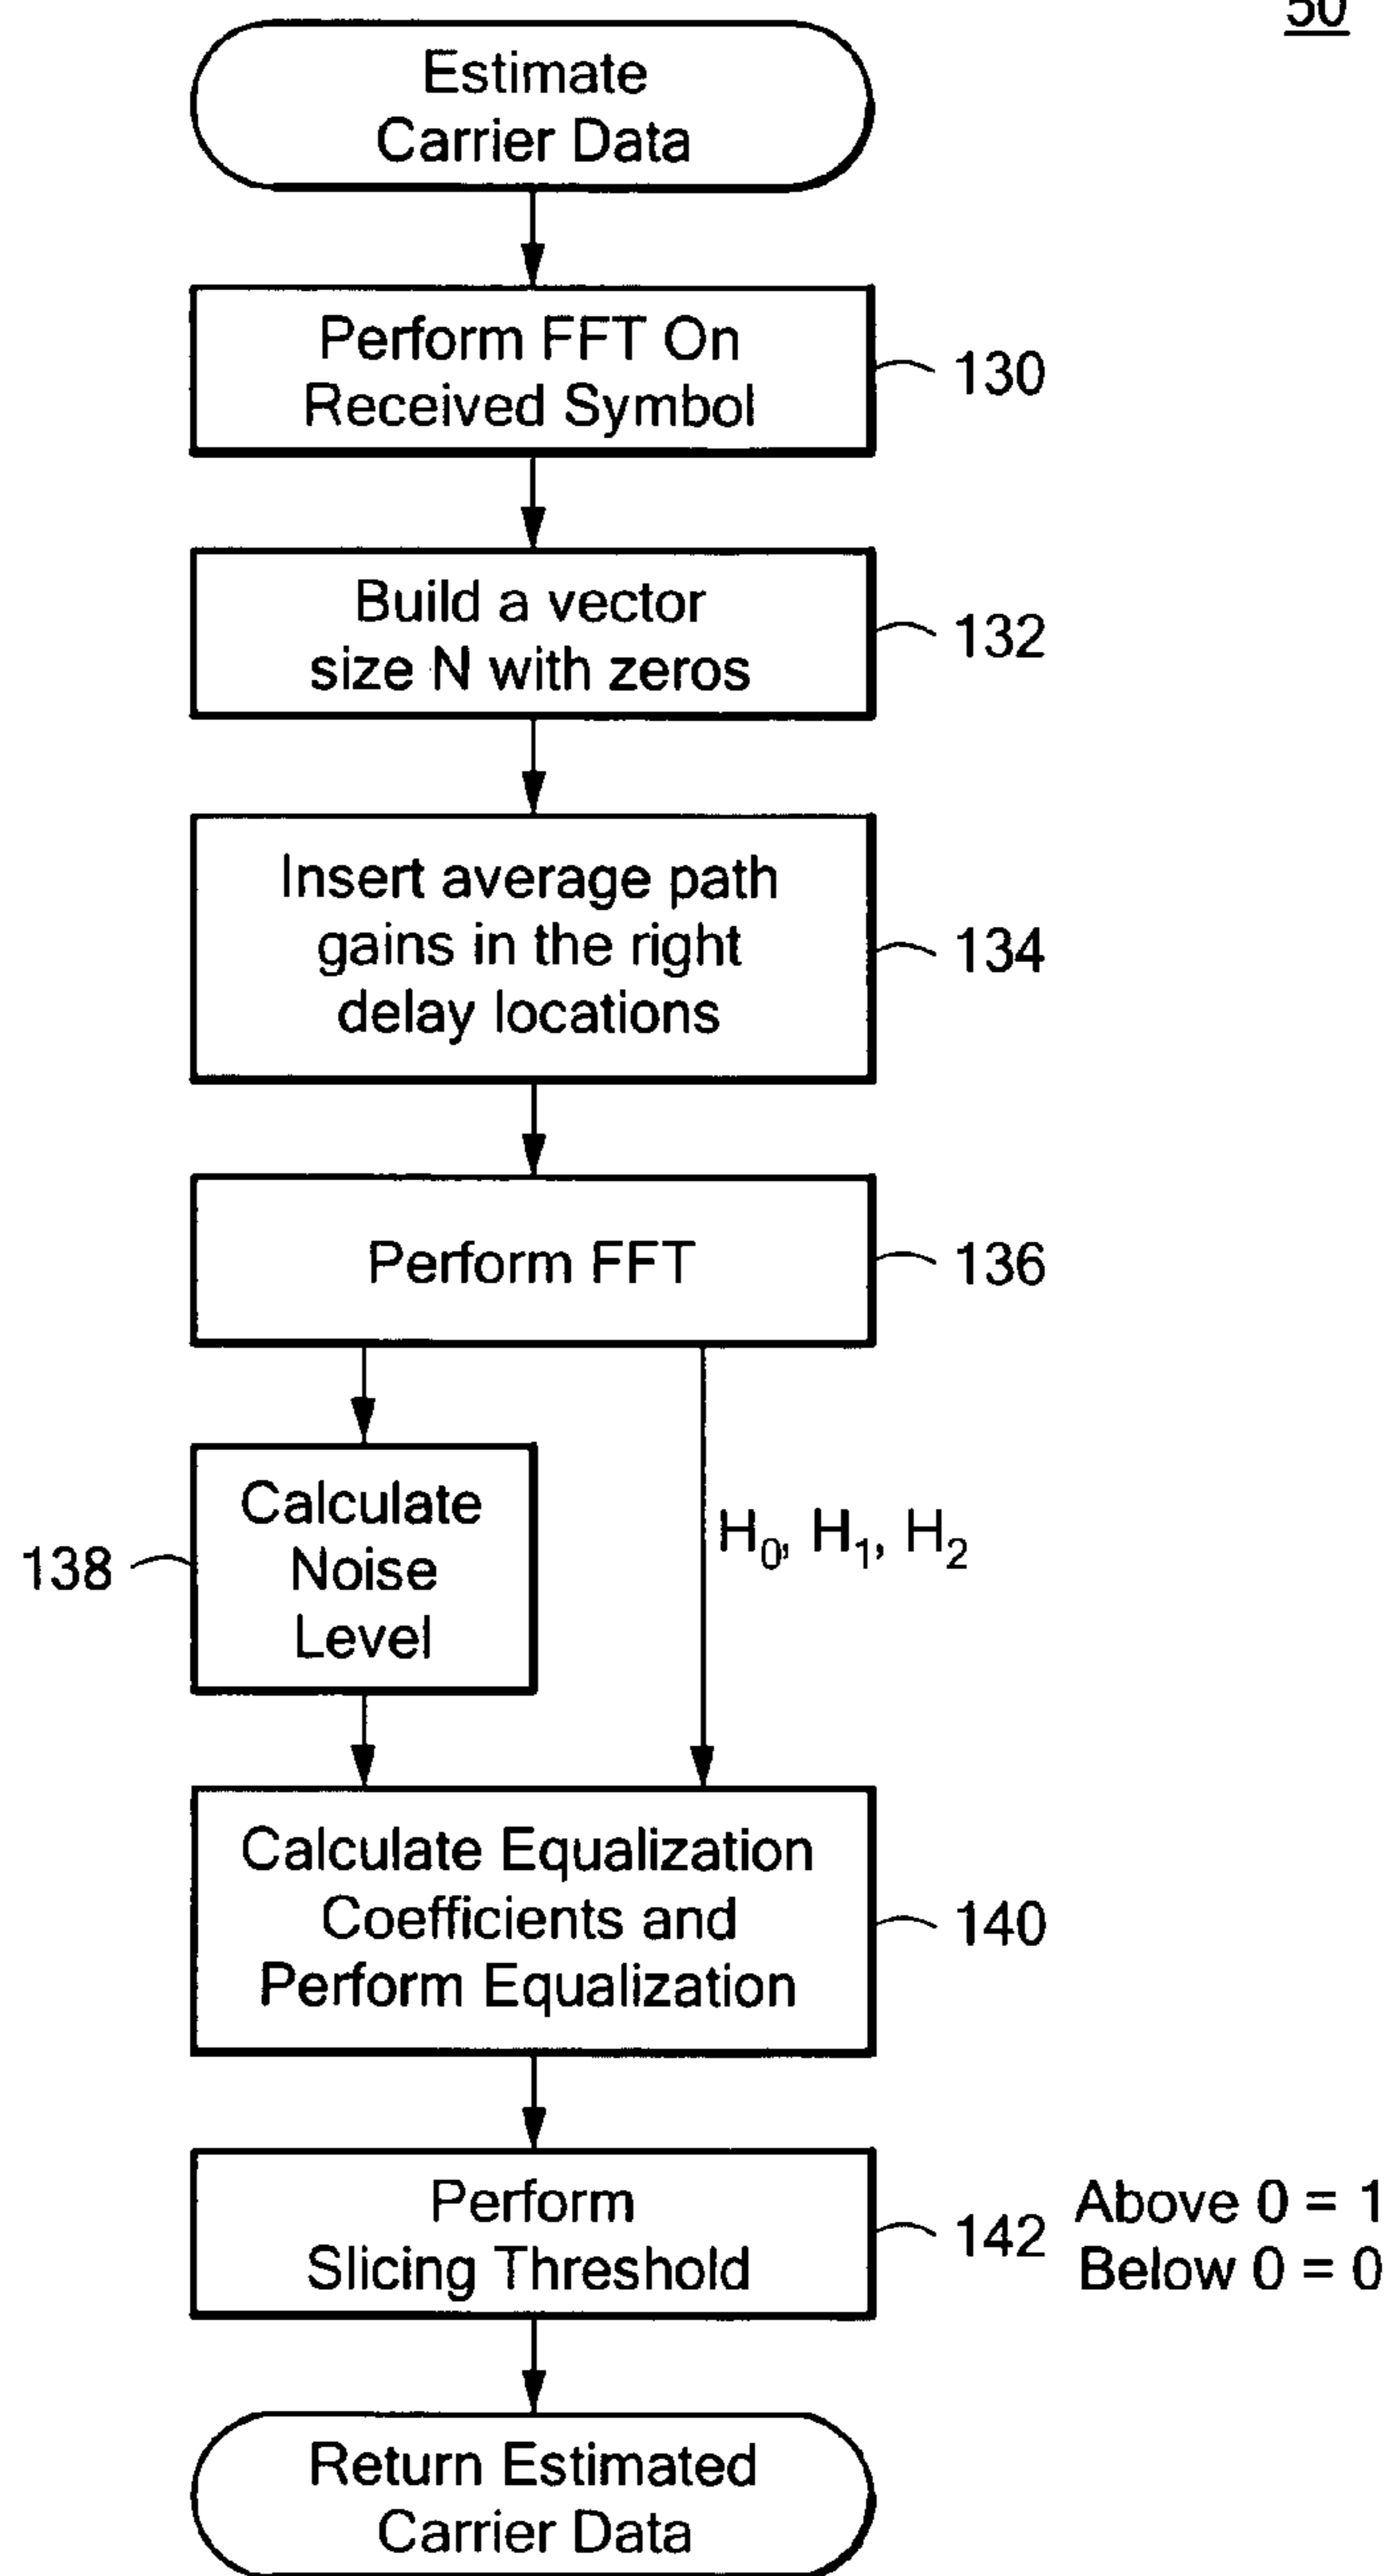 50
Estimate
Carrier Data
Perform FFT On
Received Symbol
130
Build a vector
size N with zeros
132
Insert average path
gains in the right
delay locations
134
Perform FFT
136
Calculate
Noise
Level
138
H₀, H₁, H₂
Calculate Equalization
Coefficients and
Perform Equalization
140
Perform
Slicing Threshold
142
Above 0 = 1
Below 0 = 0
Return Estimated
Carrier Data